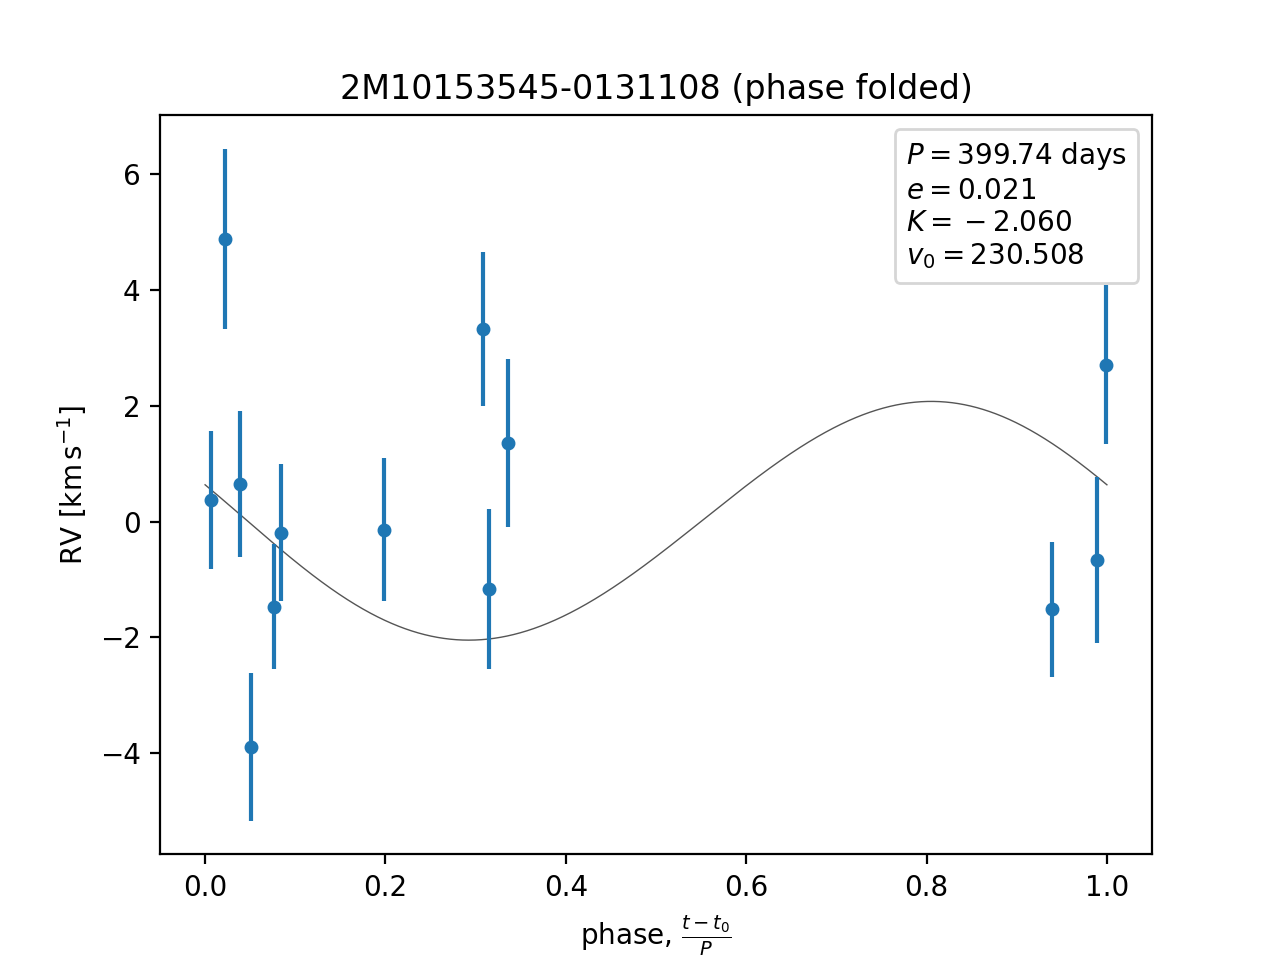 2M10153545-0131108 (phase folded)
P = 399.74 days
e = 0.021
K = −2.060
v₀ = 230.508
6
4
2
0
−2
−4
RV [km s⁻¹]
0.0 0.2 0.4 0.6 0.8 1.0
phase, (t − t₀)/P